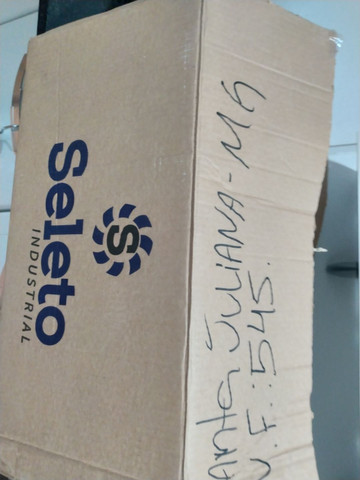 S
Seleto
INDUSTRIAL
JULIANA-MG
545.